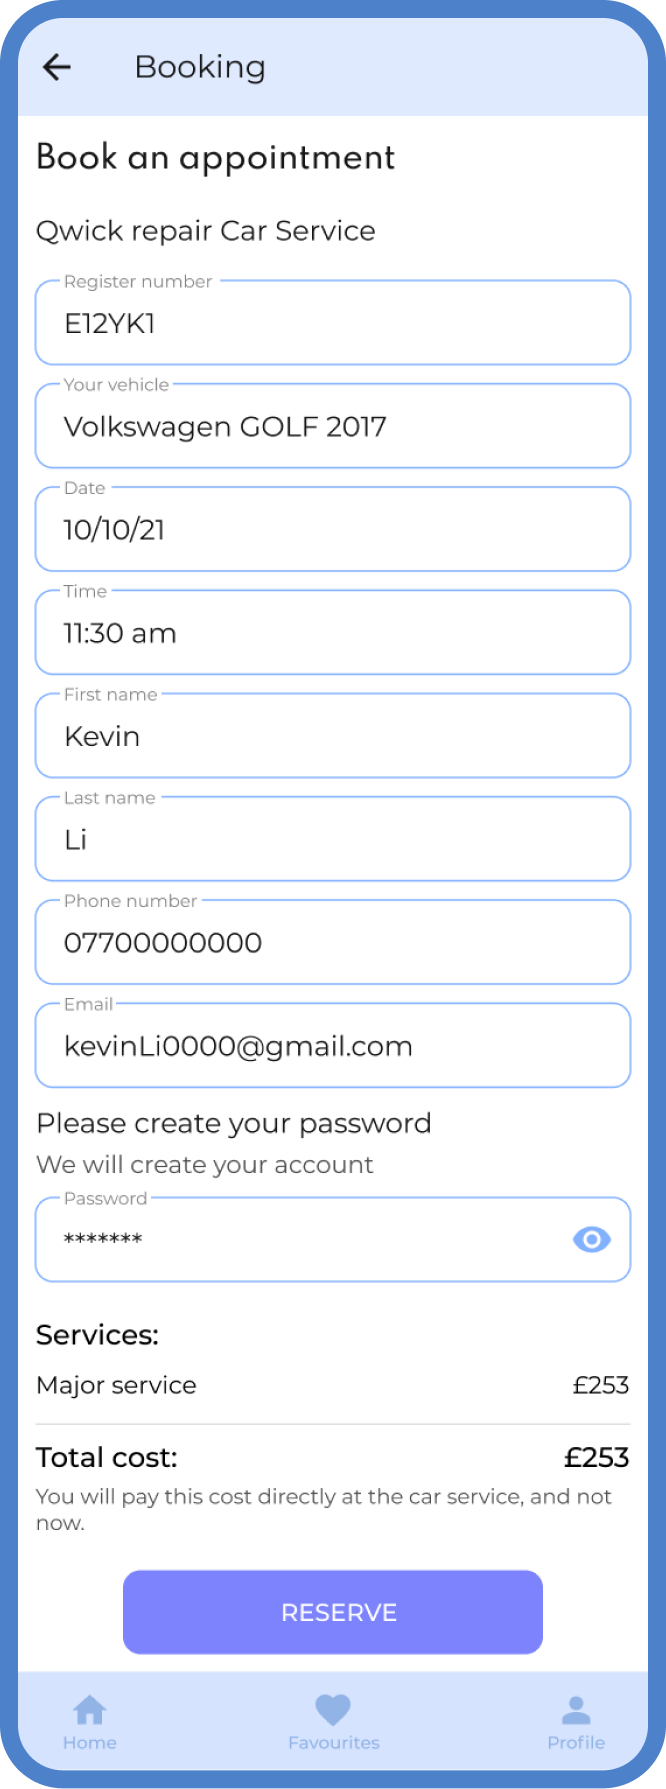 Booking
Book an appointment
Qwick repair Car Service
Register number
E12YK1
Your vehicle
Volkswagen GOLF 2017
Date
10/10/21
Time
11:30 am
First name
Kevin
Last name
Li
Phone number
07700000000
Email
kevinLi0000@gmail.com
Please create your password
We will create your account
Password
*******
Services:
Major service £253
Total cost: £253
You will pay this cost directly at the car service, and not
now.
RESERVE
Home Favourites Profile